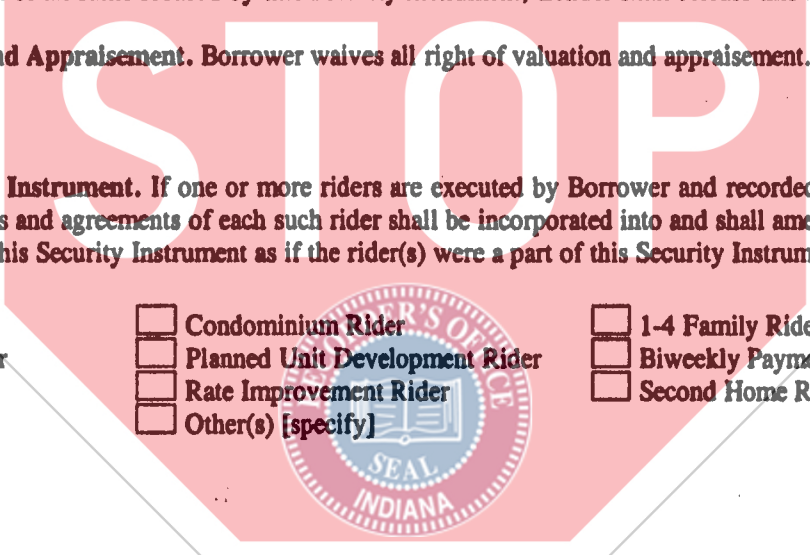 STOP
nd Appraisement. Borrower waives all right of valuation and appraisement.
Instrument. If one or more riders are executed by Borrower and recorded
s and agreements of each such rider shall be incorporated into and shall ame
his Security Instrument as if the rider(s) were a part of this Security Instrum
Condominium Rider
1-4 Family Ride
r
Planned Unit Development Rider
Biweekly Payme
Rate Improvement Rider
Second Home R
Other(s) [specify]
RECORDER'S OFFICE
SEAL
INDIANA